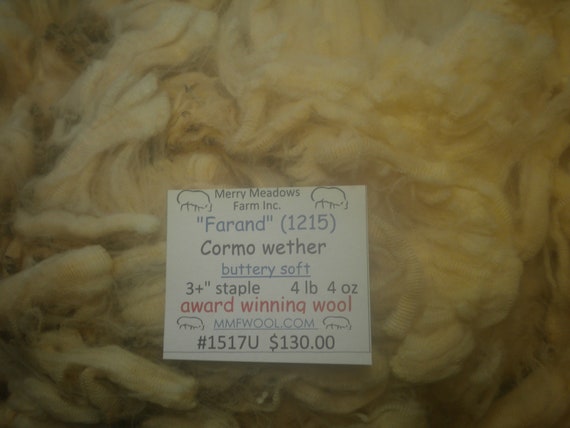 Merry Meadows
Farm Inc.
"Farand" (1215)
Cormo wether
buttery soft
3+" staple 4 lb 4 oz
award winning wool
MMFWOOL.COM
#1517U $130.00